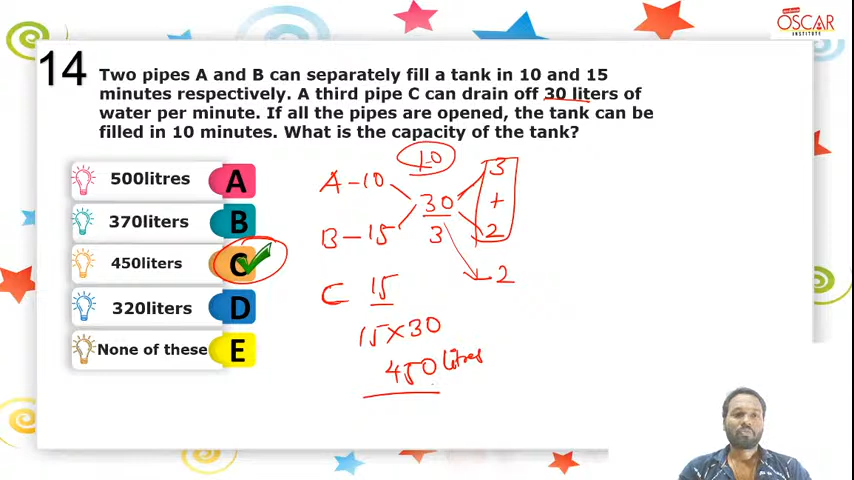 OSCAR
INSTITUTE
14
Two pipes A and B can separately fill a tank in 10 and 15
minutes respectively. A third pipe C can drain off 30 liters of
water per minute. If all the pipes are opened, the tank can be
filled in 10 minutes. What is the capacity of the tank?
500litres A
370liters B
450liters C
320liters D
None of these E
10
A-10
3
30
+
B-15
3
2
2
C 15
15×30
450 litres